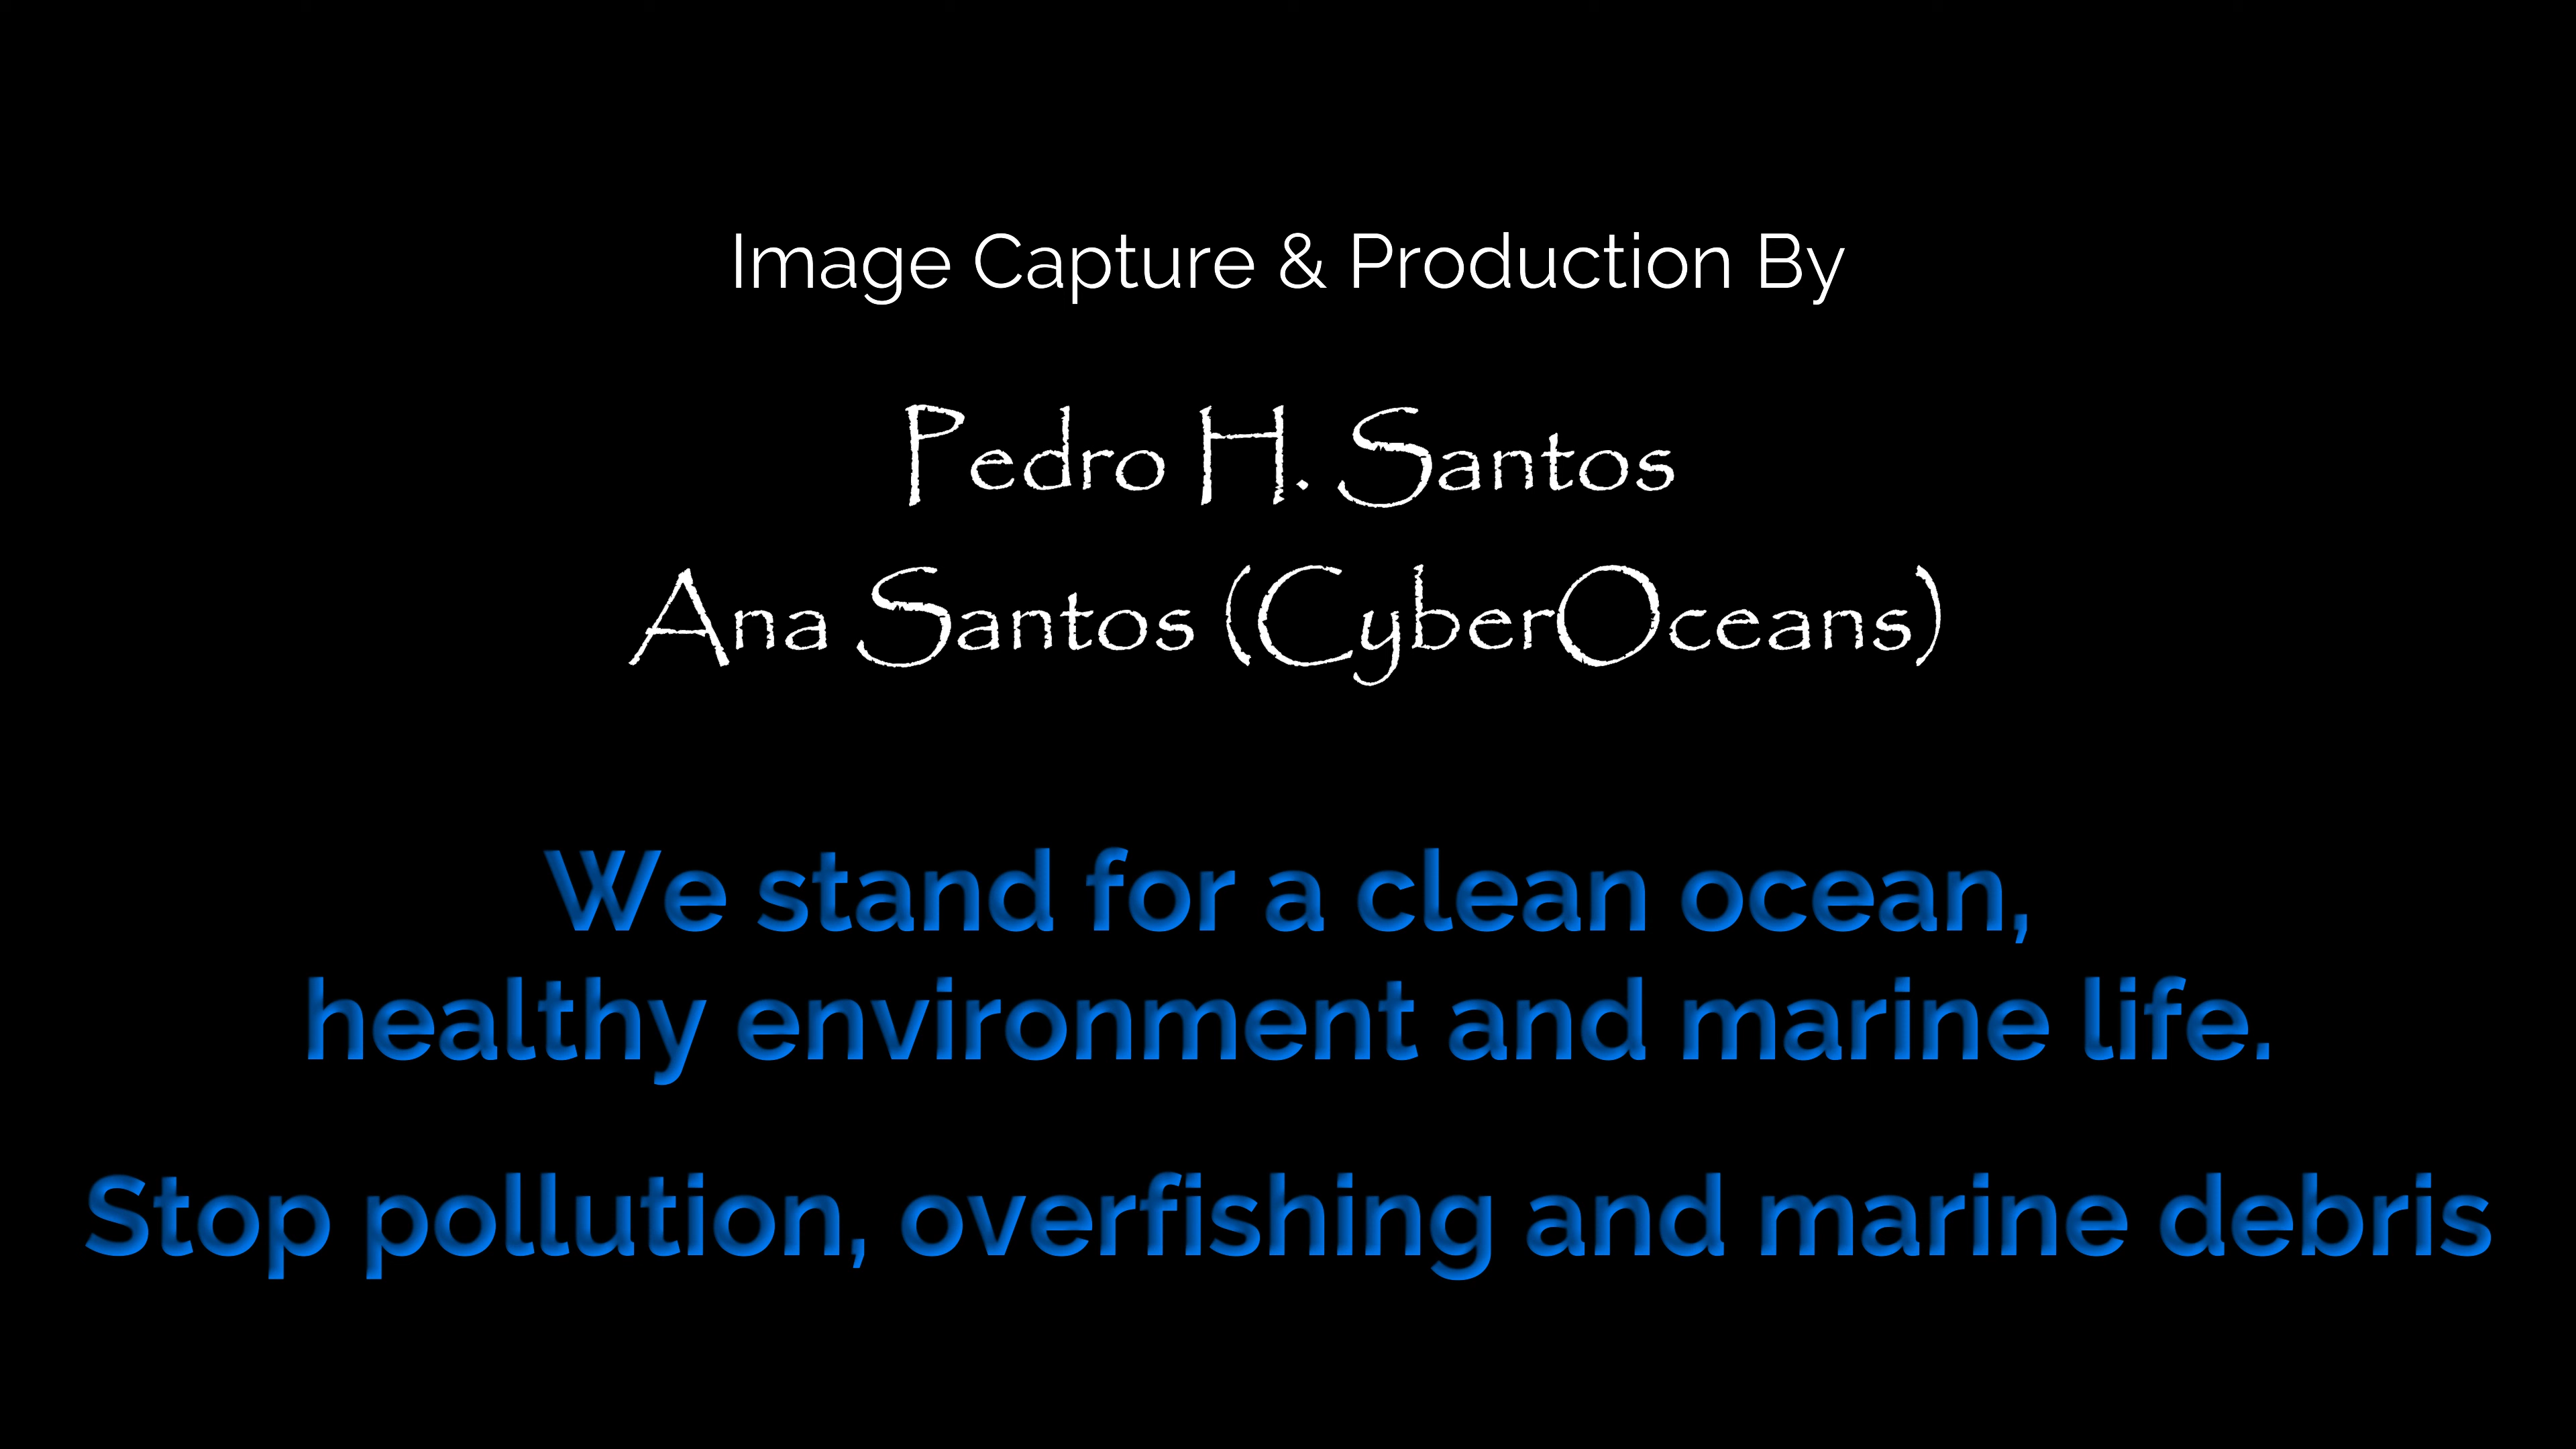 Image Capture & Production By
Pedro H. Santos
Ana Santos (CyberOceans)
We stand for a clean ocean,
healthy environment and marine life.
Stop pollution, overfishing and marine debris